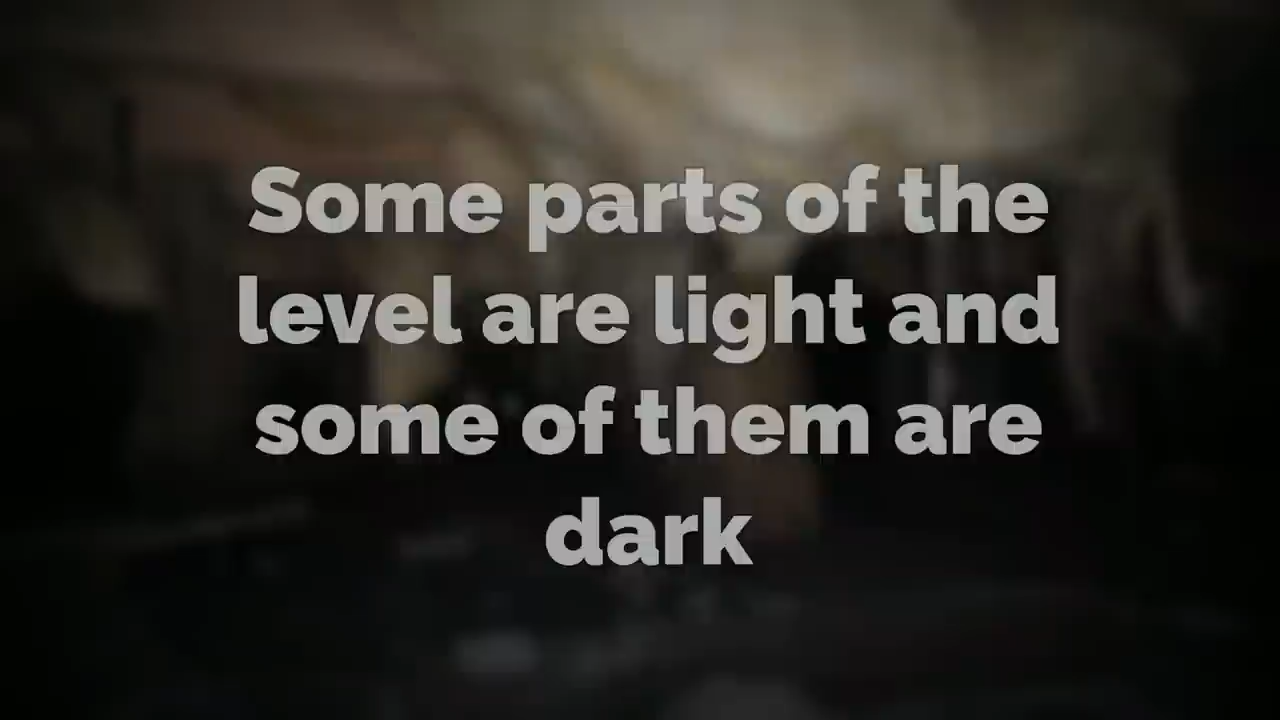 Some parts of the
level are light and
some of them are
dark